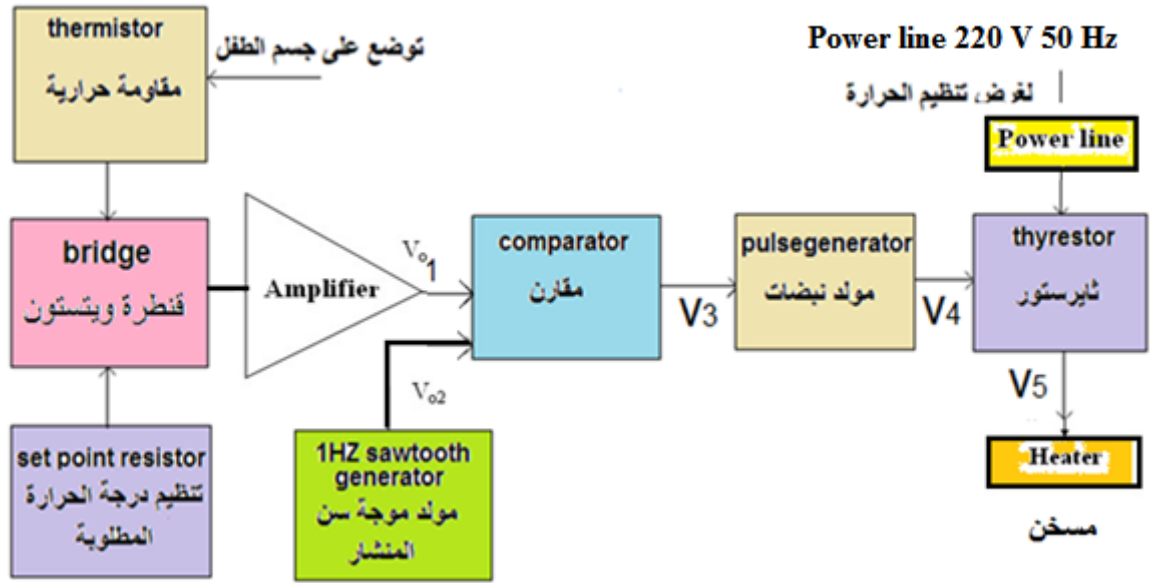 thermistor
مقاومة حرارية
توضع على جسم الطفل
Power line 220 V 50 Hz
لغرض تنظيم الحرارة
Power line
bridge
قنطرة ويتستون
Amplifier
Vo1
comparator
مقارن
V3
pulsegenerator
مولد نبضات
V4
thyrestor
ثايرستور
V5
Vo2
set point resistor
تنظيم درجة الحرارة
المطلوبة
1HZ sawtooth
generator
مولد موجة سن
المنشار
Heater
مسخن